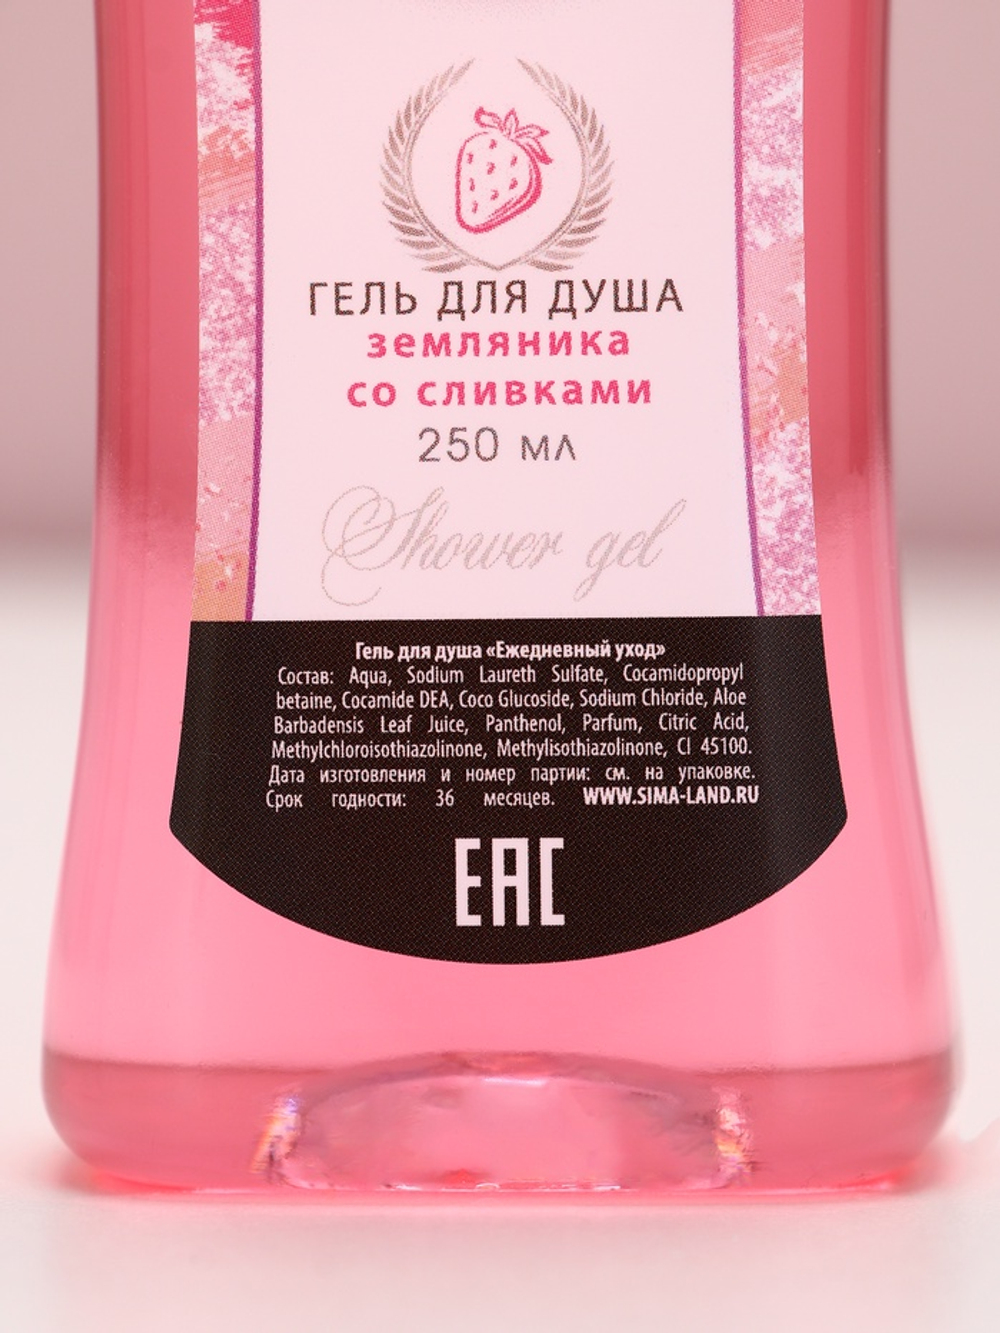 ГЕЛЬ ДЛЯ ДУША
земляника
со сливками
250 мл
Shower gel
Гель для душа «Ежедневный уход»
Состав: Aqua, Sodium Laureth Sulfate, Cocamidopropyl
betaine, Cocamide DEA, Coco Glucoside, Sodium Chloride, Aloe
Barbadensis Leaf Juice, Panthenol, Parfum, Citric Acid,
Methylchloroisothiazolinone, Methylisothiazolinone, CI 45100.
Дата изготовления и номер партии: см. на упаковке.
Срок годности: 36 месяцев. WWW.SIMA-LAND.RU
EAC